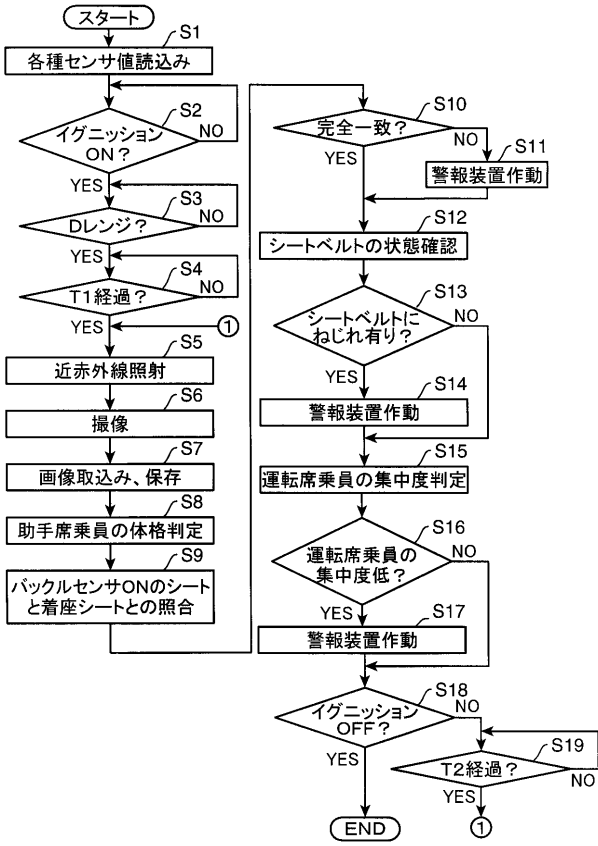 スタート
S1
各種センサ値読込み
S2
イグニッション
ON？
NO
YES
S3
Dレンジ？
NO
YES
S4
T1経過？
NO
YES
①
S5
近赤外線照射
S6
撮像
S7
画像取込み、保存
S8
助手席乗員の体格判定
S9
バックルセンサONのシート
と着座シートとの照合
S10
完全一致？
NO
YES
S11
警報装置作動
S12
シートベルトの状態確認
S13
シートベルトに
ねじれ有り？
NO
YES
S14
警報装置作動
S15
運転席乗員の集中度判定
S16
運転席乗員の
集中度低？
NO
YES
S17
警報装置作動
S18
イグニッション
OFF？
NO
YES
S19
T2経過？
NO
YES
END
①